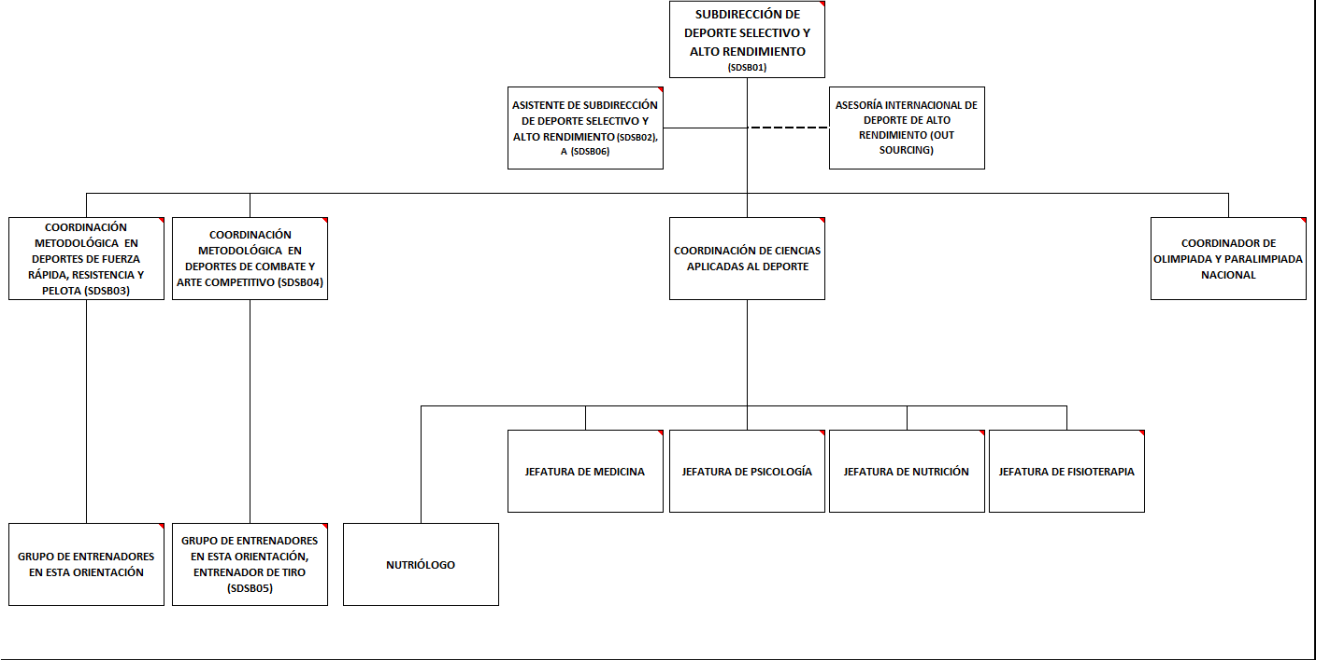 SUBDIRECCIÓN DE
DEPORTE SELECTIVO Y
ALTO RENDIMIENTO
(SDSB01)
ASISTENTE DE SUBDIRECCIÓN
DE DEPORTE SELECTIVO Y
ALTO RENDIMIENTO (SDSB02),
A (SDSB06)
ASESORÍA INTERNACIONAL DE
DEPORTE DE ALTO
RENDIMIENTO (OUT
SOURCING)
COORDINACIÓN
METODOLÓGICA EN
DEPORTES DE FUERZA
RÁPIDA, RESISTENCIA Y
PELOTA (SDSB03)
COORDINACIÓN
METODOLÓGICA EN
DEPORTES DE COMBATE Y
ARTE COMPETITIVO (SDSB04)
COORDINACIÓN DE CIENCIAS
APLICADAS AL DEPORTE
COORDINADOR DE
OLIMPIADA Y PARALIMPIADA
NACIONAL
JEFATURA DE MEDICINA
JEFATURA DE PSICOLOGÍA
JEFATURA DE NUTRICIÓN
JEFATURA DE FISIOTERAPIA
GRUPO DE ENTRENADORES
EN ESTA ORIENTACIÓN
GRUPO DE ENTRENADORES
EN ESTA ORIENTACIÓN,
ENTRENADOR DE TIRO
(SDSB05)
NUTRIÓLOGO